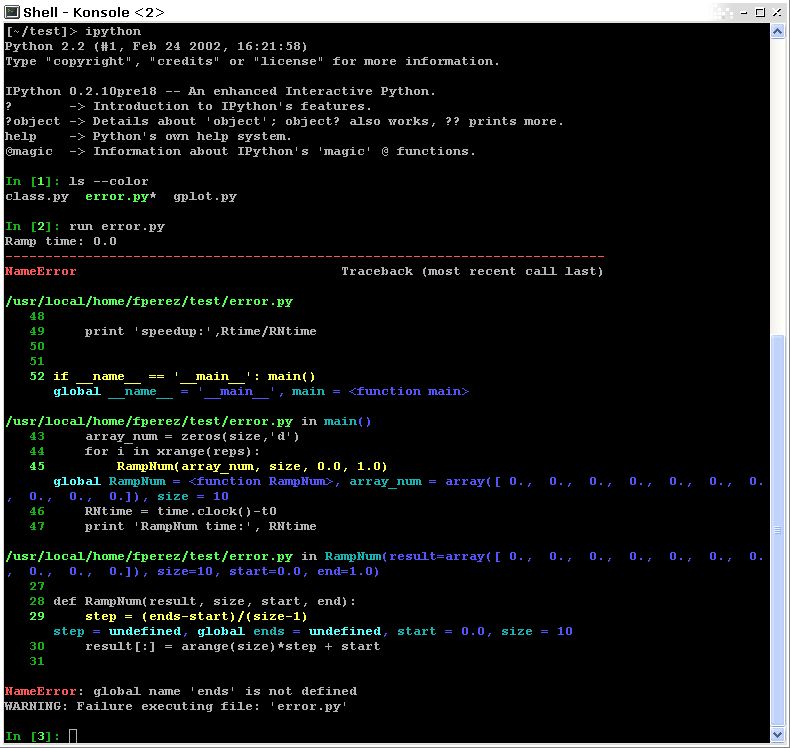 Shell - Konsole <2>
[~/test]> ipython
Python 2.2 (#1, Feb 24 2002, 16:21:58)
Type "copyright", "credits" or "license" for more information.
IPython 0.2.10pre18 -- An enhanced Interactive Python.
?       -> Introduction to IPython's features.
?object -> Details about 'object'; object? also works, ?? prints more.
help    -> Python's own help system.
@magic  -> Information about IPython's 'magic' @ functions.
In [1]: ls --color
class.py  error.py*  gplot.py
In [2]: run error.py
Ramp time: 0.0
---------------------------------------------------------------------------
NameError                                 Traceback (most recent call last)
/usr/local/home/fperez/test/error.py
   48
   49     print 'speedup:',Rtime/RNtime
   50
   51
   52 if __name__ == '__main__': main()
      global __name__ = '__main__', main = <function main>
/usr/local/home/fperez/test/error.py in main()
   43     array_num = zeros(size,'d')
   44     for i in xrange(reps):
   45         RampNum(array_num, size, 0.0, 1.0)
      global RampNum = <function RampNum>, array_num = array([ 0.,  0.,  0.,  0.,  0.,  0.,  0.
,  0.,  0.,  0.]), size = 10
   46     RNtime = time.clock()-t0
   47     print 'RampNum time:', RNtime
/usr/local/home/fperez/test/error.py in RampNum(result=array([ 0.,  0.,  0.,  0.,  0.,  0.,  0.
,  0.,  0.,  0.]), size=10, start=0.0, end=1.0)
   27
   28 def RampNum(result, size, start, end):
   29     step = (ends-start)/(size-1)
      step = undefined, global ends = undefined, start = 0.0, size = 10
   30     result[:] = arange(size)*step + start
   31
NameError: global name 'ends' is not defined
WARNING: Failure executing file: 'error.py'
In [3]: